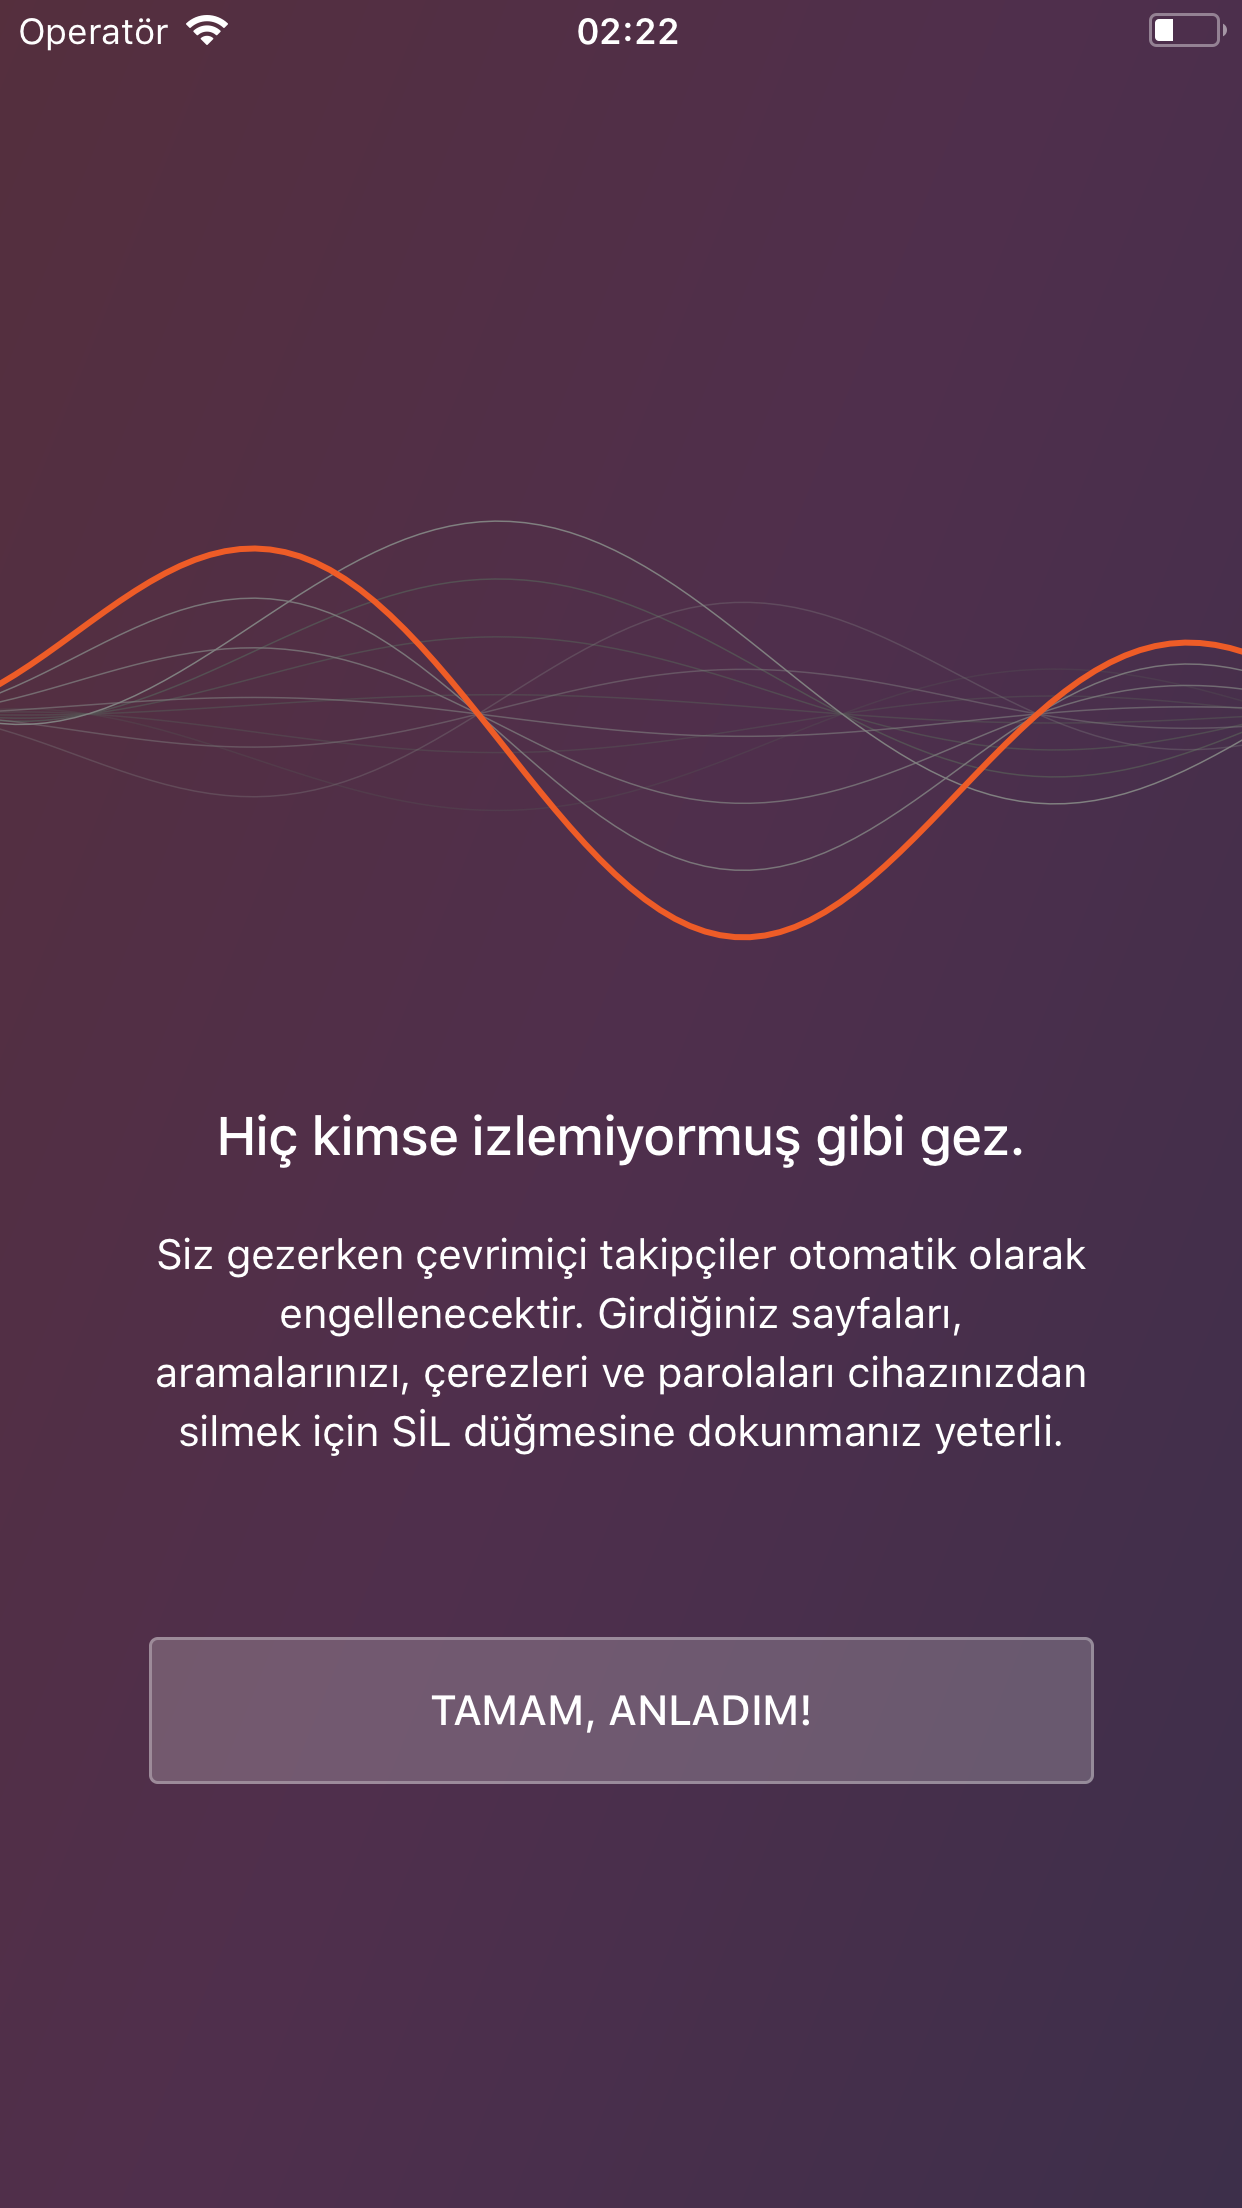 Operatör
02:22
Hiç kimse izlemiyormuş gibi gez.
Siz gezerken çevrimiçi takipçiler otomatik olarak
engellenecektir. Girdiğiniz sayfaları,
aramalarınızı, çerezleri ve parolaları cihazınızdan
silmek için SİL düğmesine dokunmanız yeterli.
TAMAM, ANLADIM!